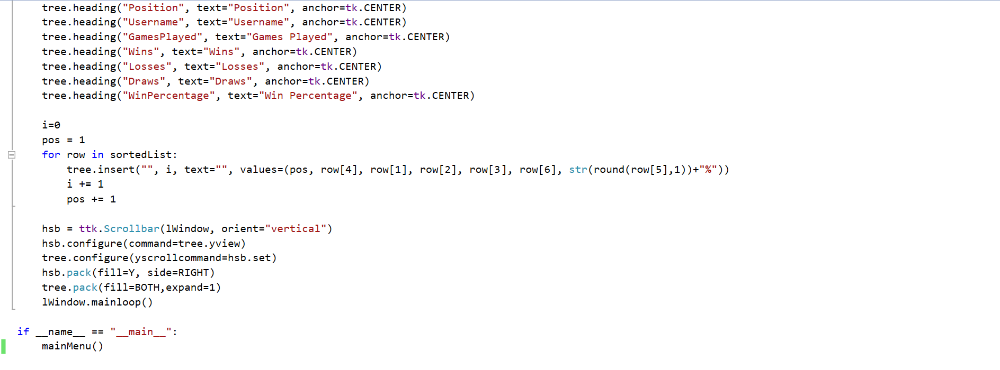 tree.heading("Position", text="Position", anchor=tk.CENTER)
tree.heading("Username", text="Username", anchor=tk.CENTER)
tree.heading("GamesPlayed", text="Games Played", anchor=tk.CENTER)
tree.heading("Wins", text="Wins", anchor=tk.CENTER)
tree.heading("Losses", text="Losses", anchor=tk.CENTER)
tree.heading("Draws", text="Draws", anchor=tk.CENTER)
tree.heading("WinPercentage", text="Win Percentage", anchor=tk.CENTER)
i=0
pos = 1
for row in sortedList:
tree.insert("", i, text="", values=(pos, row[4], row[1], row[2], row[3], row[6], str(round(row[5],1))+"%"))
i += 1
pos += 1
hsb = ttk.Scrollbar(lWindow, orient="vertical")
hsb.configure(command=tree.yview)
tree.configure(yscrollcommand=hsb.set)
hsb.pack(fill=Y, side=RIGHT)
tree.pack(fill=BOTH,expand=1)
lWindow.mainloop()
if __name__ == "__main__":
mainMenu()